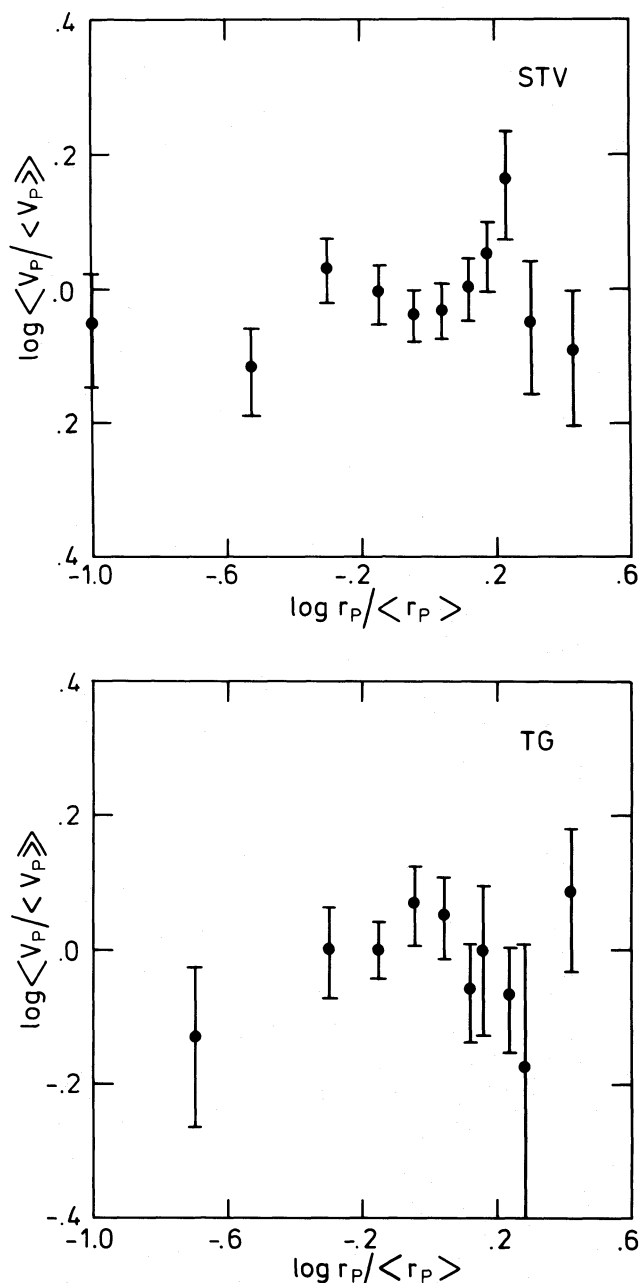 .4
STV
.2
log≪V_P/<V_P≫
.0
.2
.4
-1.0 -.6 -.2 .2 .6
log r_P/<r_P>
.4
TG
.2
log<V_P/<V_P≫
.0
-.2
-.4
-1.0 -.6 -.2 .2 .6
log r_P/<r_P>